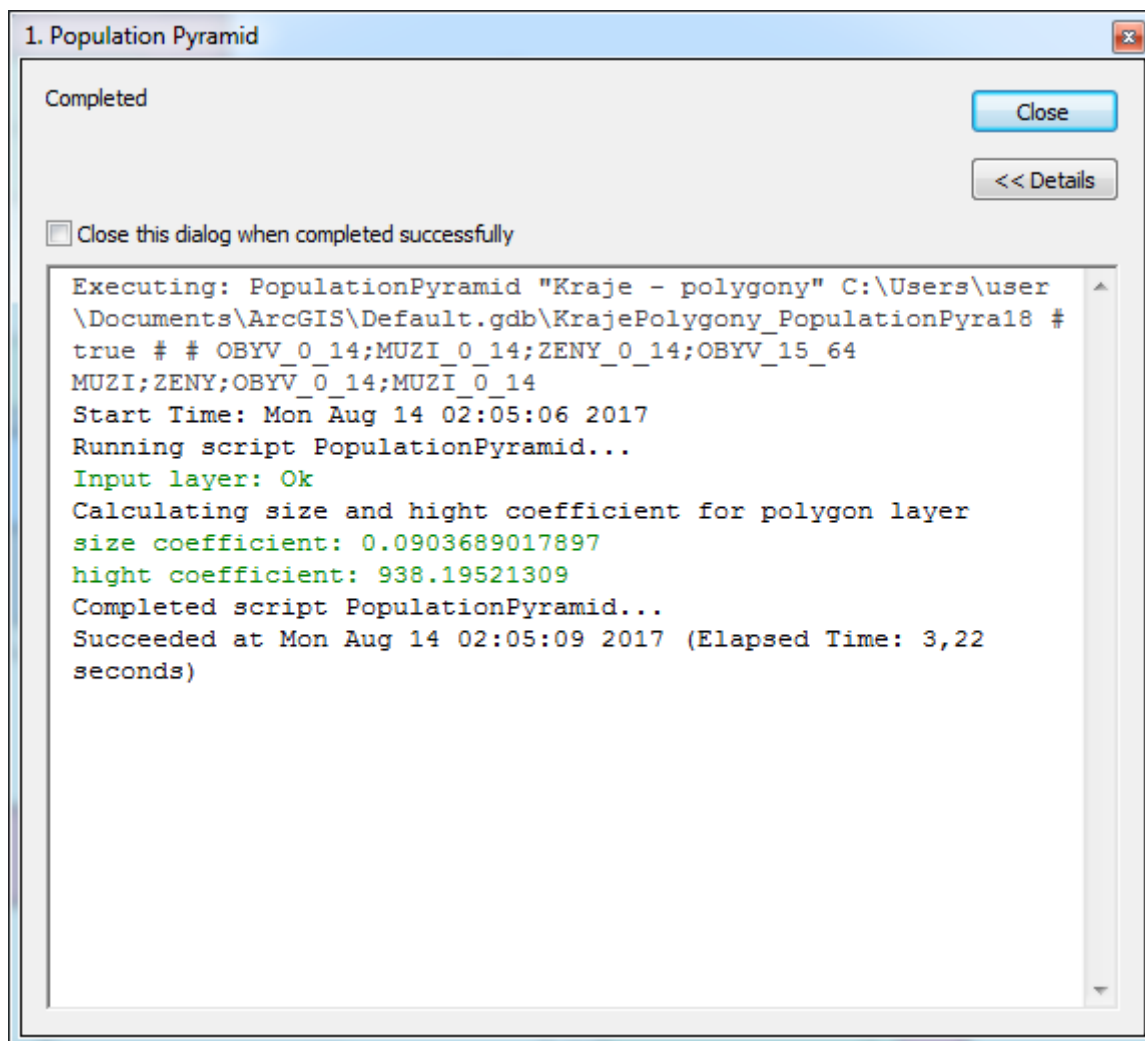 1. Population Pyramid
Completed
Close
<< Details
Close this dialog when completed successfully
Executing: PopulationPyramid "Kraje - polygony" C:\Users\user
\Documents\ArcGIS\Default.gdb\KrajePolygony_PopulationPyra18 #
true # # OBYV_0_14;MUZI_0_14;ZENY_0_14;OBYV_15_64
MUZI;ZENY;OBYV_0_14;MUZI_0_14
Start Time: Mon Aug 14 02:05:06 2017
Running script PopulationPyramid...
Input layer: Ok
Calculating size and hight coefficient for polygon layer
size coefficient: 0.0903689017897
hight coefficient: 938.19521309
Completed script PopulationPyramid...
Succeeded at Mon Aug 14 02:05:09 2017 (Elapsed Time: 3,22
seconds)